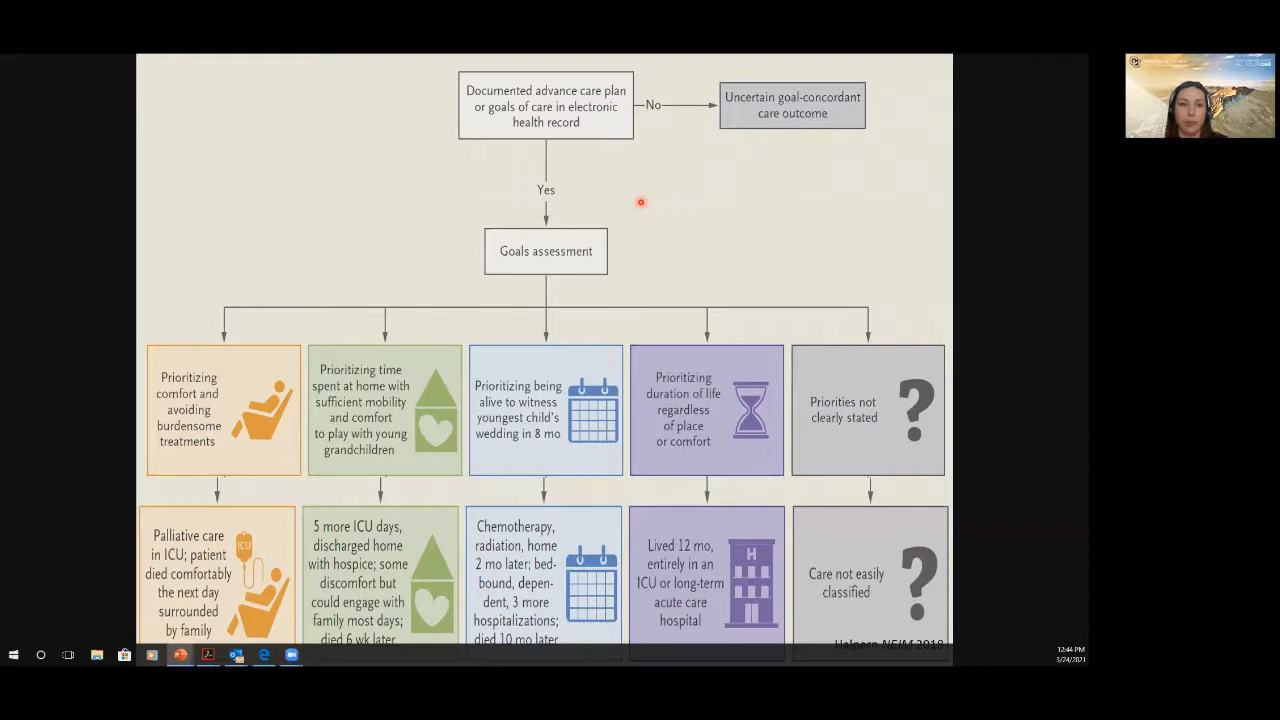 Documented advance care plan
or goals of care in electronic
health record
No
Uncertain goal-concordant
care outcome
Yes
Goals assessment
Prioritizing
comfort and
avoiding
burdensome
treatments
Prioritizing time
spent at home with
sufficient mobility
and comfort
to play with young
grandchildren
Prioritizing being
alive to witness
youngest child's
wedding in 8 mo
Prioritizing
duration of life
regardless
of place
or comfort
Priorities not
clearly stated
?
Palliative care
in ICU; patient
died comfortably
the next day
surrounded
by family
ICU
5 more ICU days,
discharged home
with hospice; some
discomfort but
could engage with
family most days;
died 6 wk later
Chemotherapy,
radiation, home
2 mo later; bed-
bound, depen-
dent, 3 more
hospitalizations;
died 10 mo later
Lived 12 mo,
entirely in an
ICU or long-term
acute care
hospital
H
Care not easily
classified
?
Halpern NEJM 2018
12:44 PM
3/24/2021